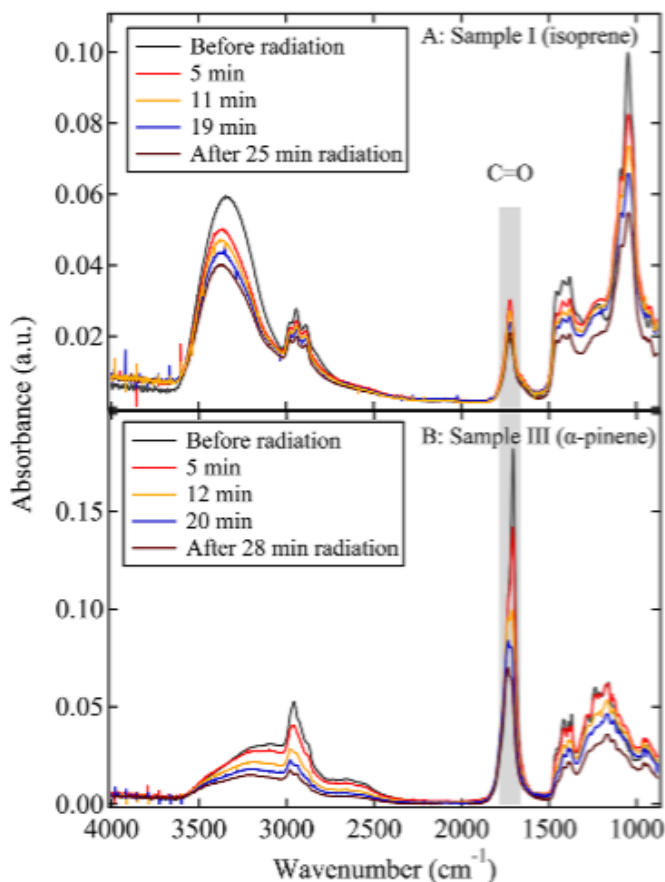 A: Sample I (isoprene)
Before radiation
5 min
11 min
19 min
After 25 min radiation
C=O
0.10
0.08
0.06
0.04
0.02
Absorbance (a.u.)
B: Sample III (α-pinene)
Before radiation
5 min
12 min
20 min
After 28 min radiation
0.15
0.10
0.05
0.00
4000 3500 3000 2500 2000 1500 1000
Wavenumber (cm⁻¹)